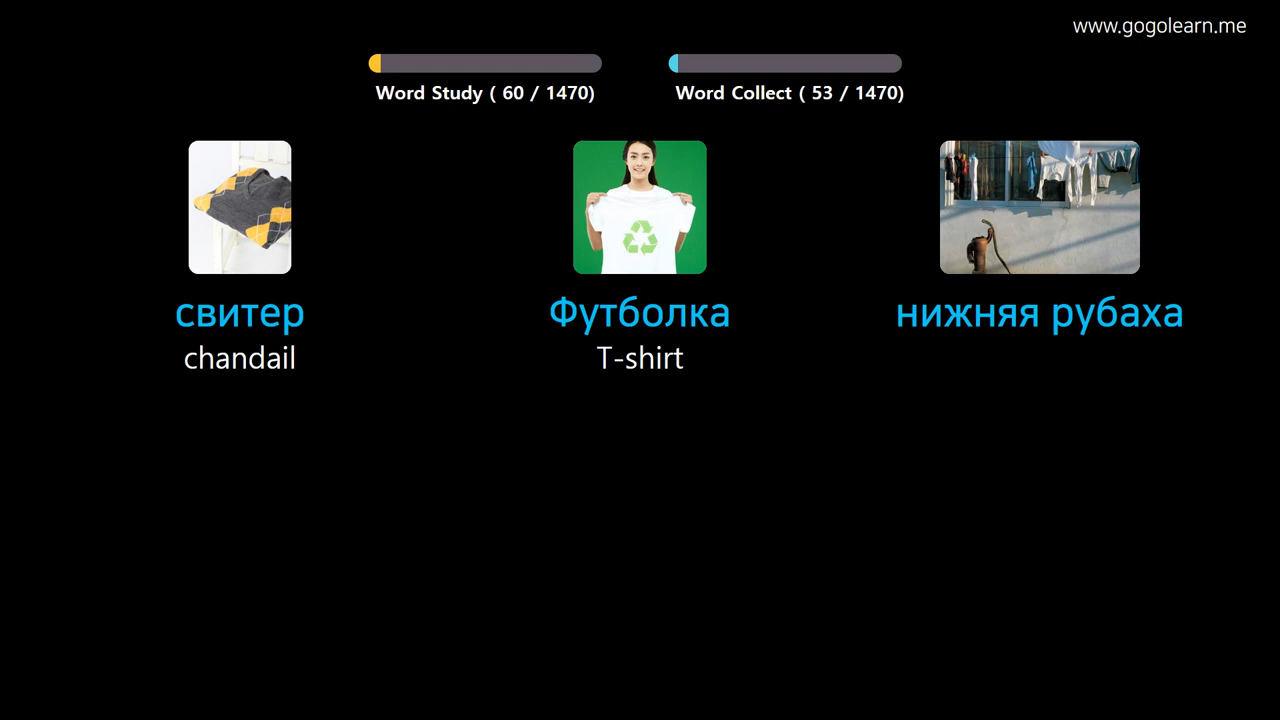 www.gogolearn.me
Word Study ( 60 / 1470)
Word Collect ( 53 / 1470)
свитер
chandail
Футболка
T-shirt
нижняя рубаха